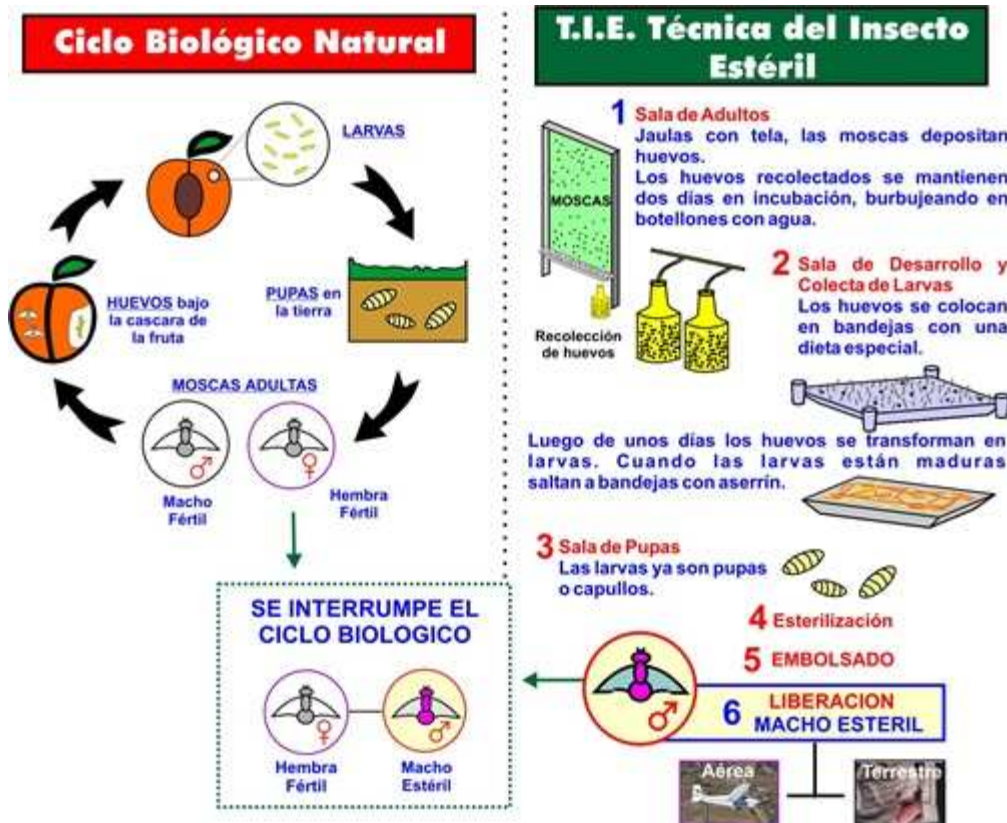 Ciclo Biológico Natural
LARVAS
PUPAS en
la tierra
HUEVOS bajo
la cascara de
la fruta
MOSCAS ADULTAS
Macho
Fértil
Hembra
Fértil
SE INTERRUMPE EL
CICLO BIOLOGICO
Hembra
Fértil
Macho
Estéril
T.I.E. Técnica del Insecto
Estéril
1 Sala de Adultos
Jaulas con tela, las moscas depositan
huevos.
Los huevos recolectados se mantienen
dos días en incubación, burbujeando en
botellones con agua.
MOSCAS
Recolección
de huevos
2 Sala de Desarrollo y
Colecta de Larvas
Los huevos se colocan
en bandejas con una
dieta especial.
Luego de unos días los huevos se transforman en
larvas. Cuando las larvas están maduras
saltan a bandejas con aserrín.
3 Sala de Pupas
Las larvas ya son pupas
o capullos.
4 Esterilización
5 EMBOLSADO
6 LIBERACION
MACHO ESTERIL
Aérea
Terrestre